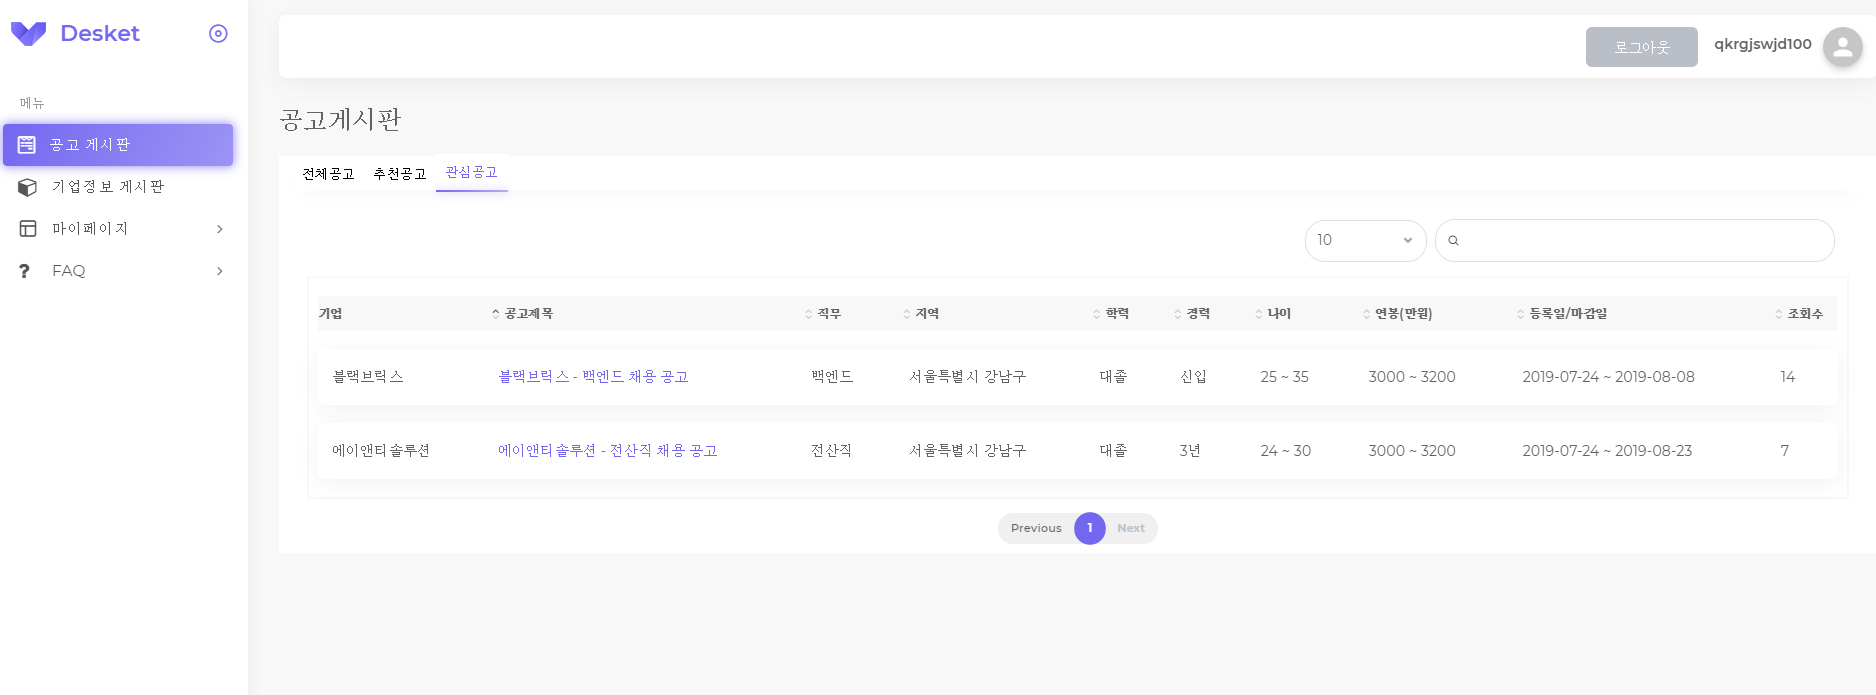 Desket
메뉴
공고 게시판
기업정보 게시판
마이페이지
FAQ
로그아웃 qkrgjswjd100
공고게시판
전체공고 추천공고 관심공고
10
기업 공고제목 직무 지역 학력 경력 나이 연봉(만원) 등록일/마감일 조회수
블랙브릭스 블랙브릭스 - 백엔드 채용 공고 백엔드 서울특별시 강남구 대졸 신입 25 ~ 35 3000 ~ 3200 2019-07-24 ~ 2019-08-08 14
에이앤티솔루션 에이앤티솔루션 - 전산직 채용 공고 전산직 서울특별시 강남구 대졸 3년 24 ~ 30 3000 ~ 3200 2019-07-24 ~ 2019-08-23 7
Previous 1 Next